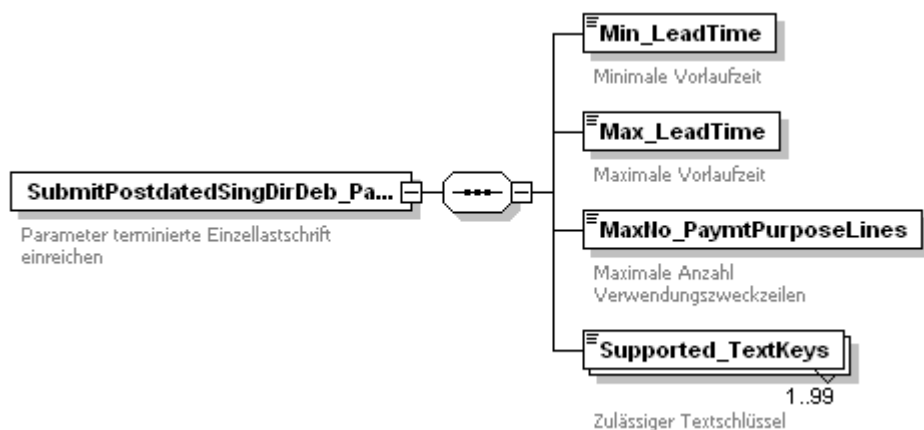 Min_LeadTime
Minimale Vorlaufzeit
Max_LeadTime
Maximale Vorlaufzeit
SubmitPostdatedSingDirDeb_Pa...
Parameter terminierte Einzellastschrift
einreichen
MaxNo_PaymtPurposeLines
Maximale Anzahl
Verwendungszweckzeilen
Supported_TextKeys
1..99
Zulässiger Textschlüssel